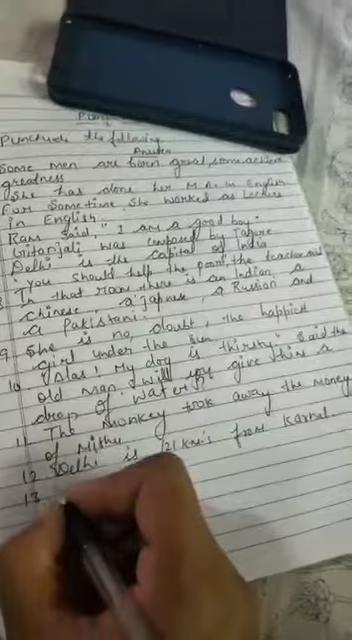 Punctuate the following
Answer
Some men are born great, some achieve
greatness
She has done her M.A. in English
For Sometime she worked as Lecture
in English.
Ram said, "I am a good boy."
Gitanjali was composed by Tagore
Delhi is the capital of India
"You should help the poor" the teacher said
8 In that room there is an Indian, a
Chinese, a Japnese, a Russian and
a Pakistani.
9. She is no doubt, the happiest
girl under the sun
10 "Alas! My dog is thirsty" said the
old man "will you give him a
drop of water?"
11. The monkey took away the money
of Mithu
12 Delhi is 121 km's from Karnal.
13